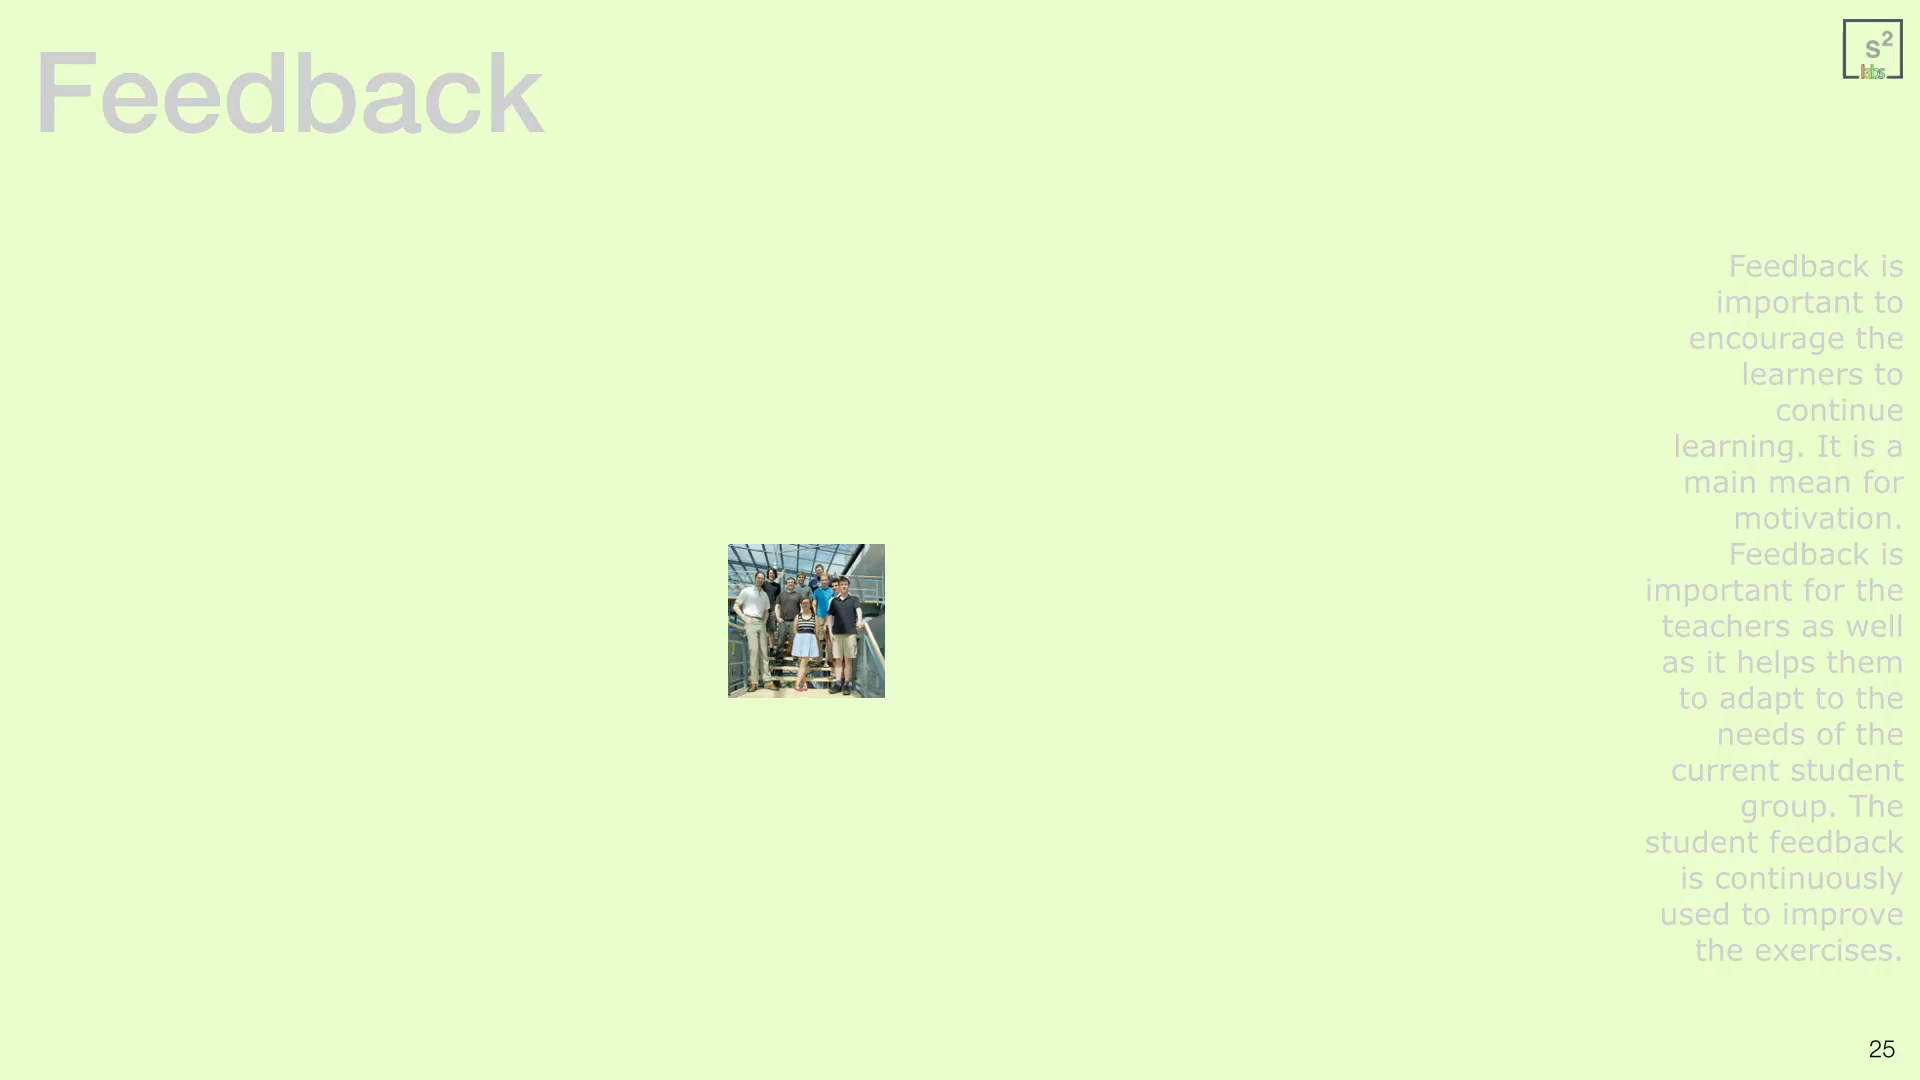 Feedback
s2
labs
Feedback is
important to
encourage the
learners to
continue
learning. It is a
main mean for
motivation.
Feedback is
important for the
teachers as well
as it helps them
to adapt to the
needs of the
current student
group. The
student feedback
is continuously
used to improve
the exercises.
25